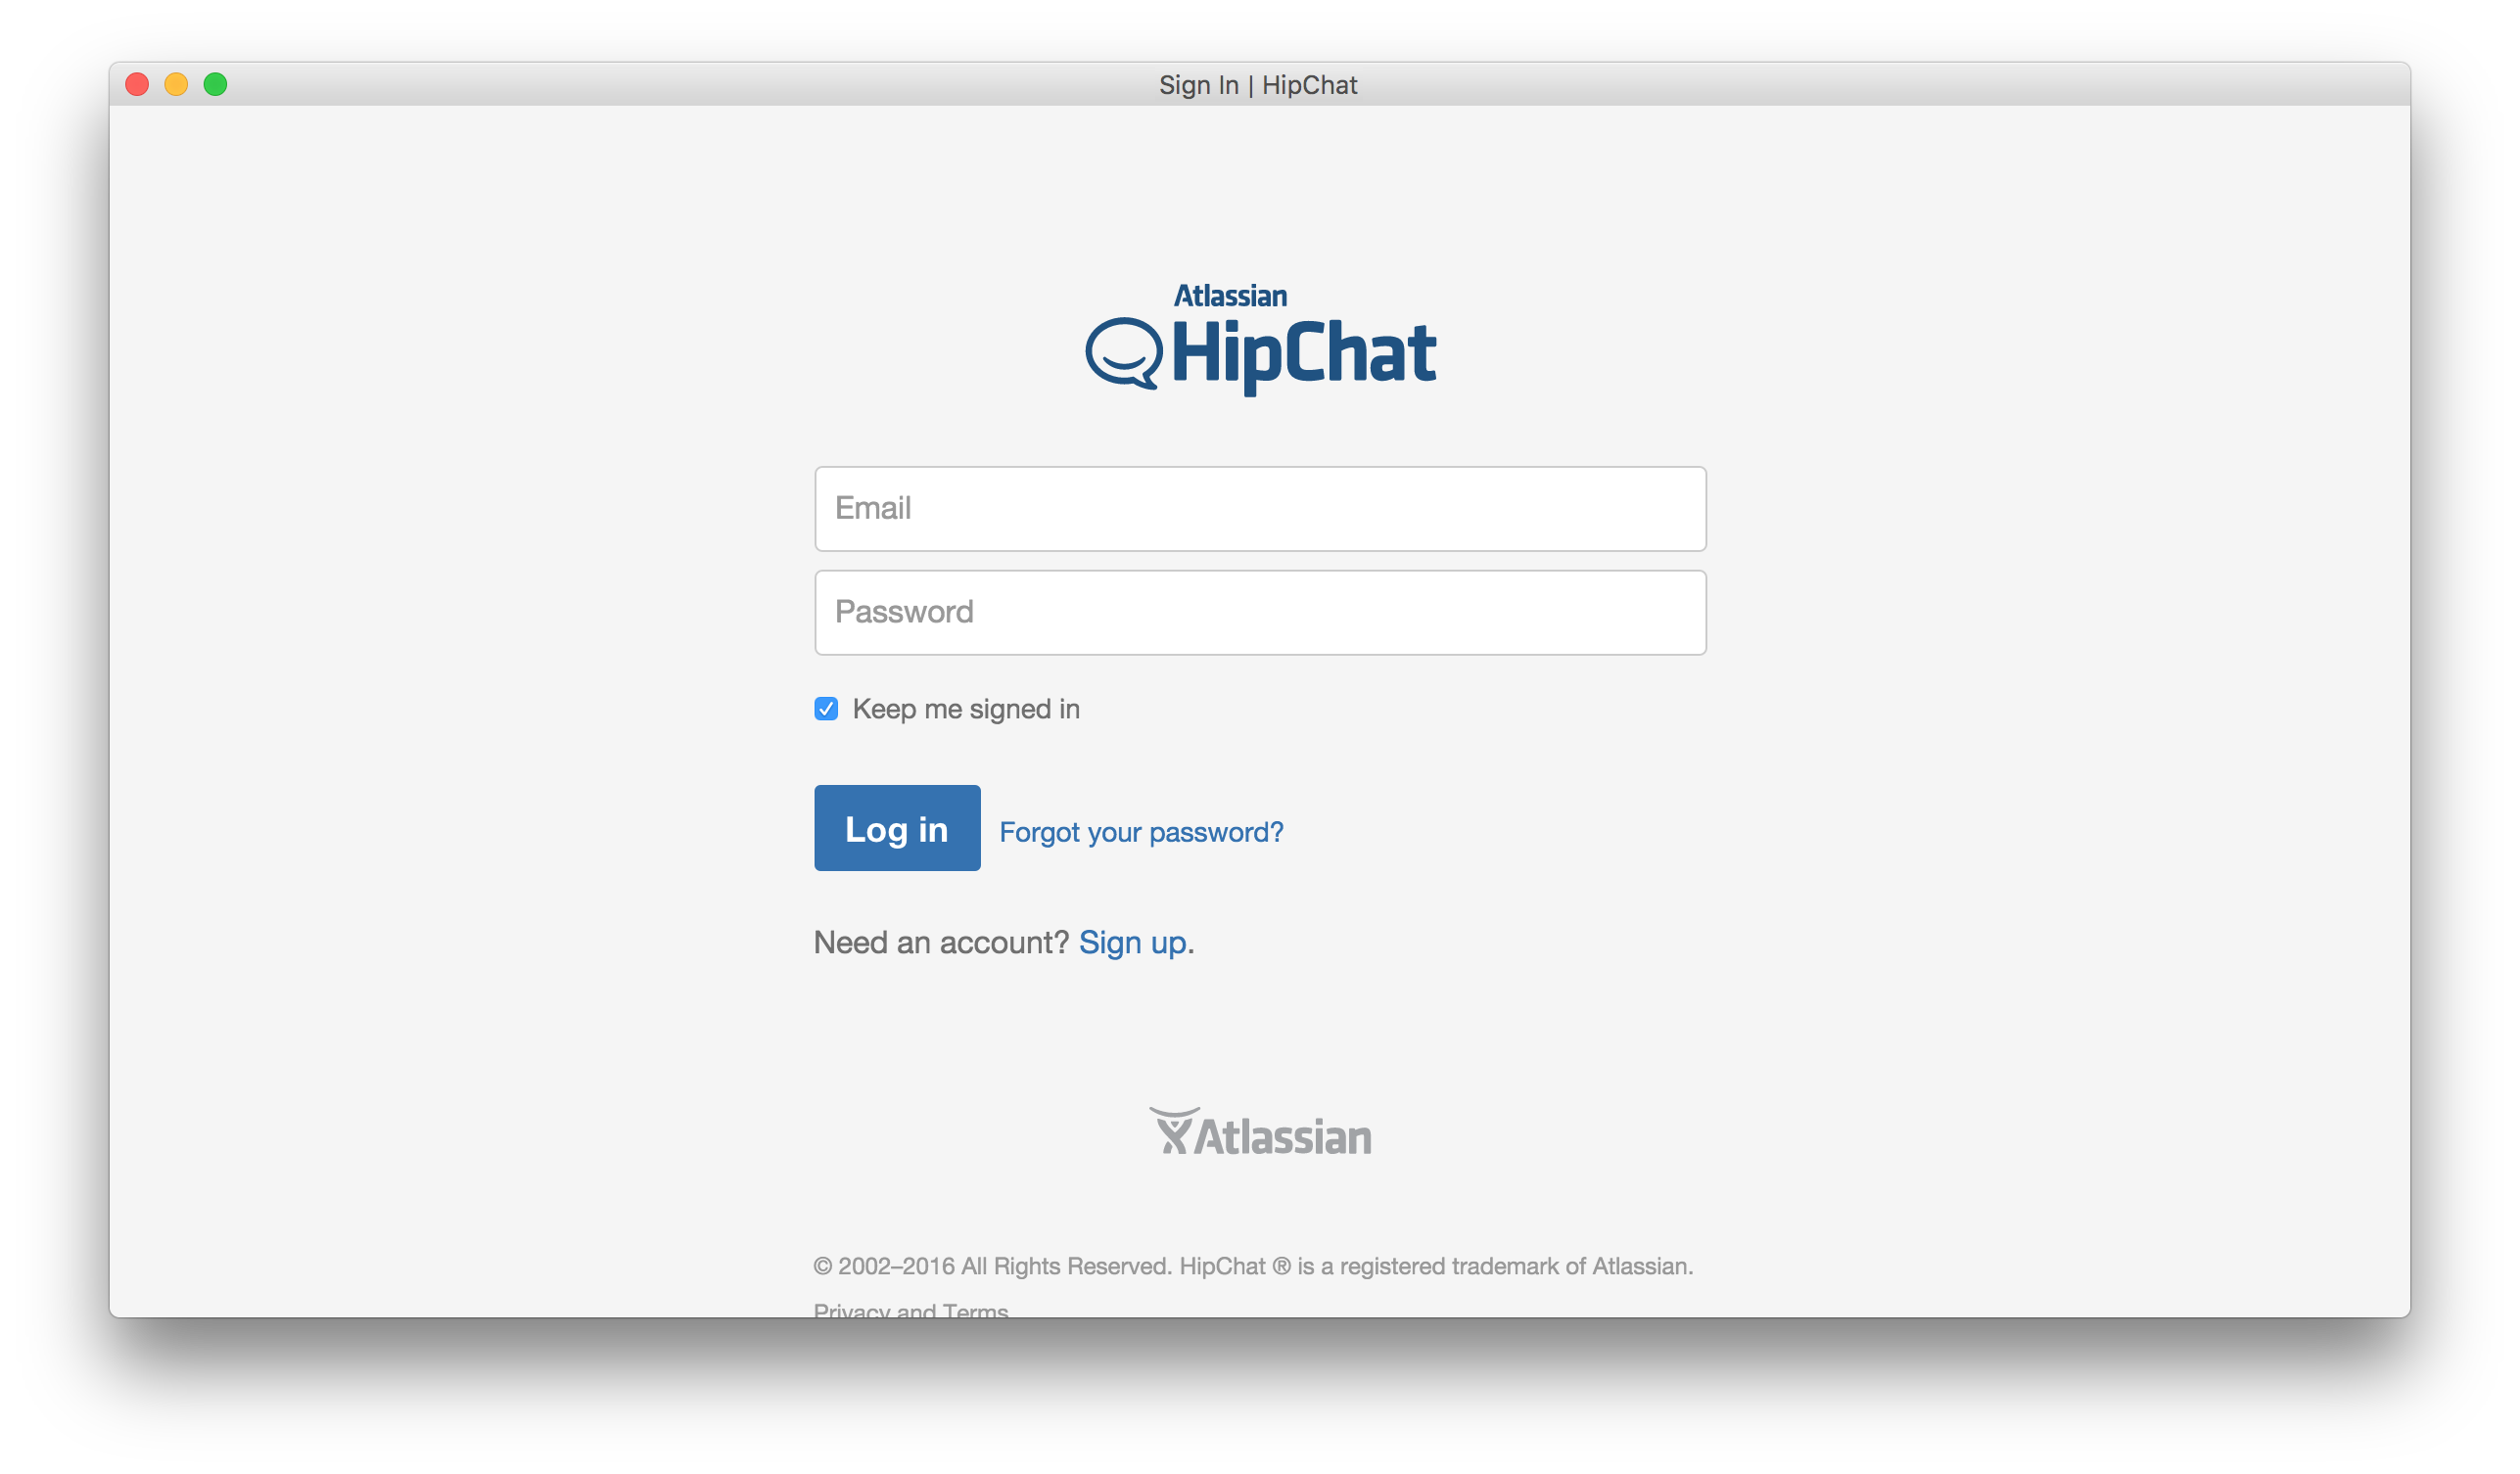 Sign In | HipChat
Atlassian
HipChat
Email
Password
Keep me signed in
Log in Forgot your password?
Need an account? Sign up.
Atlassian
© 2002–2016 All Rights Reserved. HipChat ® is a registered trademark of Atlassian.
Privacy and Terms